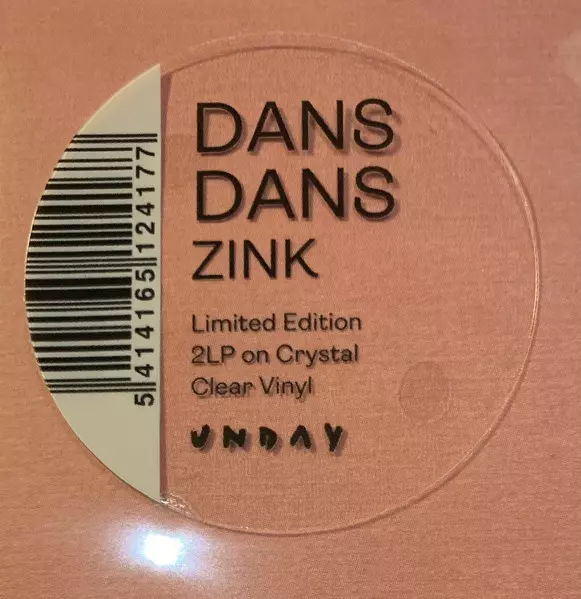 DANS
DANS
ZINK
Limited Edition
2LP on Crystal
Clear Vinyl
UNDAY
5 414165 124177